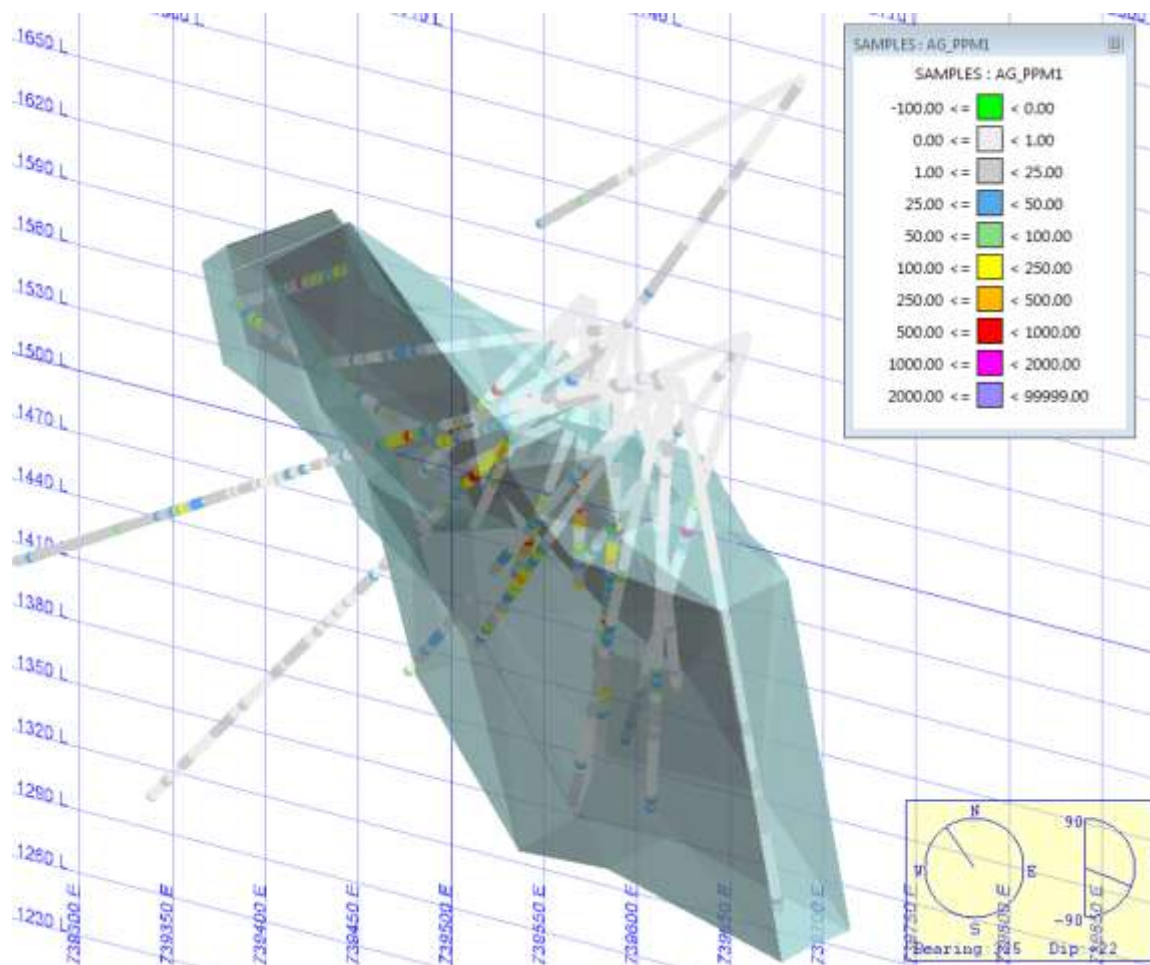 1650 L
1620 L
1590 L
1560 L
1530 L
1500 L
1470 L
1440 L
1410 L
1380 L
1350 L
1320 L
1290 L
1260 L
1230 L
SAMPLES : AG_PPM1
SAMPLES : AG_PPM1
-100.00 <= < 0.00
0.00 <= < 1.00
1.00 <= < 25.00
25.00 <= < 50.00
50.00 <= < 100.00
100.00 <= < 250.00
250.00 <= < 500.00
500.00 <= < 1000.00
1000.00 <= < 2000.00
2000.00 <= < 99999.00
739300 E
739350 E
739400 E
739450 E
739500 E
739550 E
739600 E
739650 E
739700 E
739750 E
739850 E
N
W
E
S
90
-90
Bearing
Dip